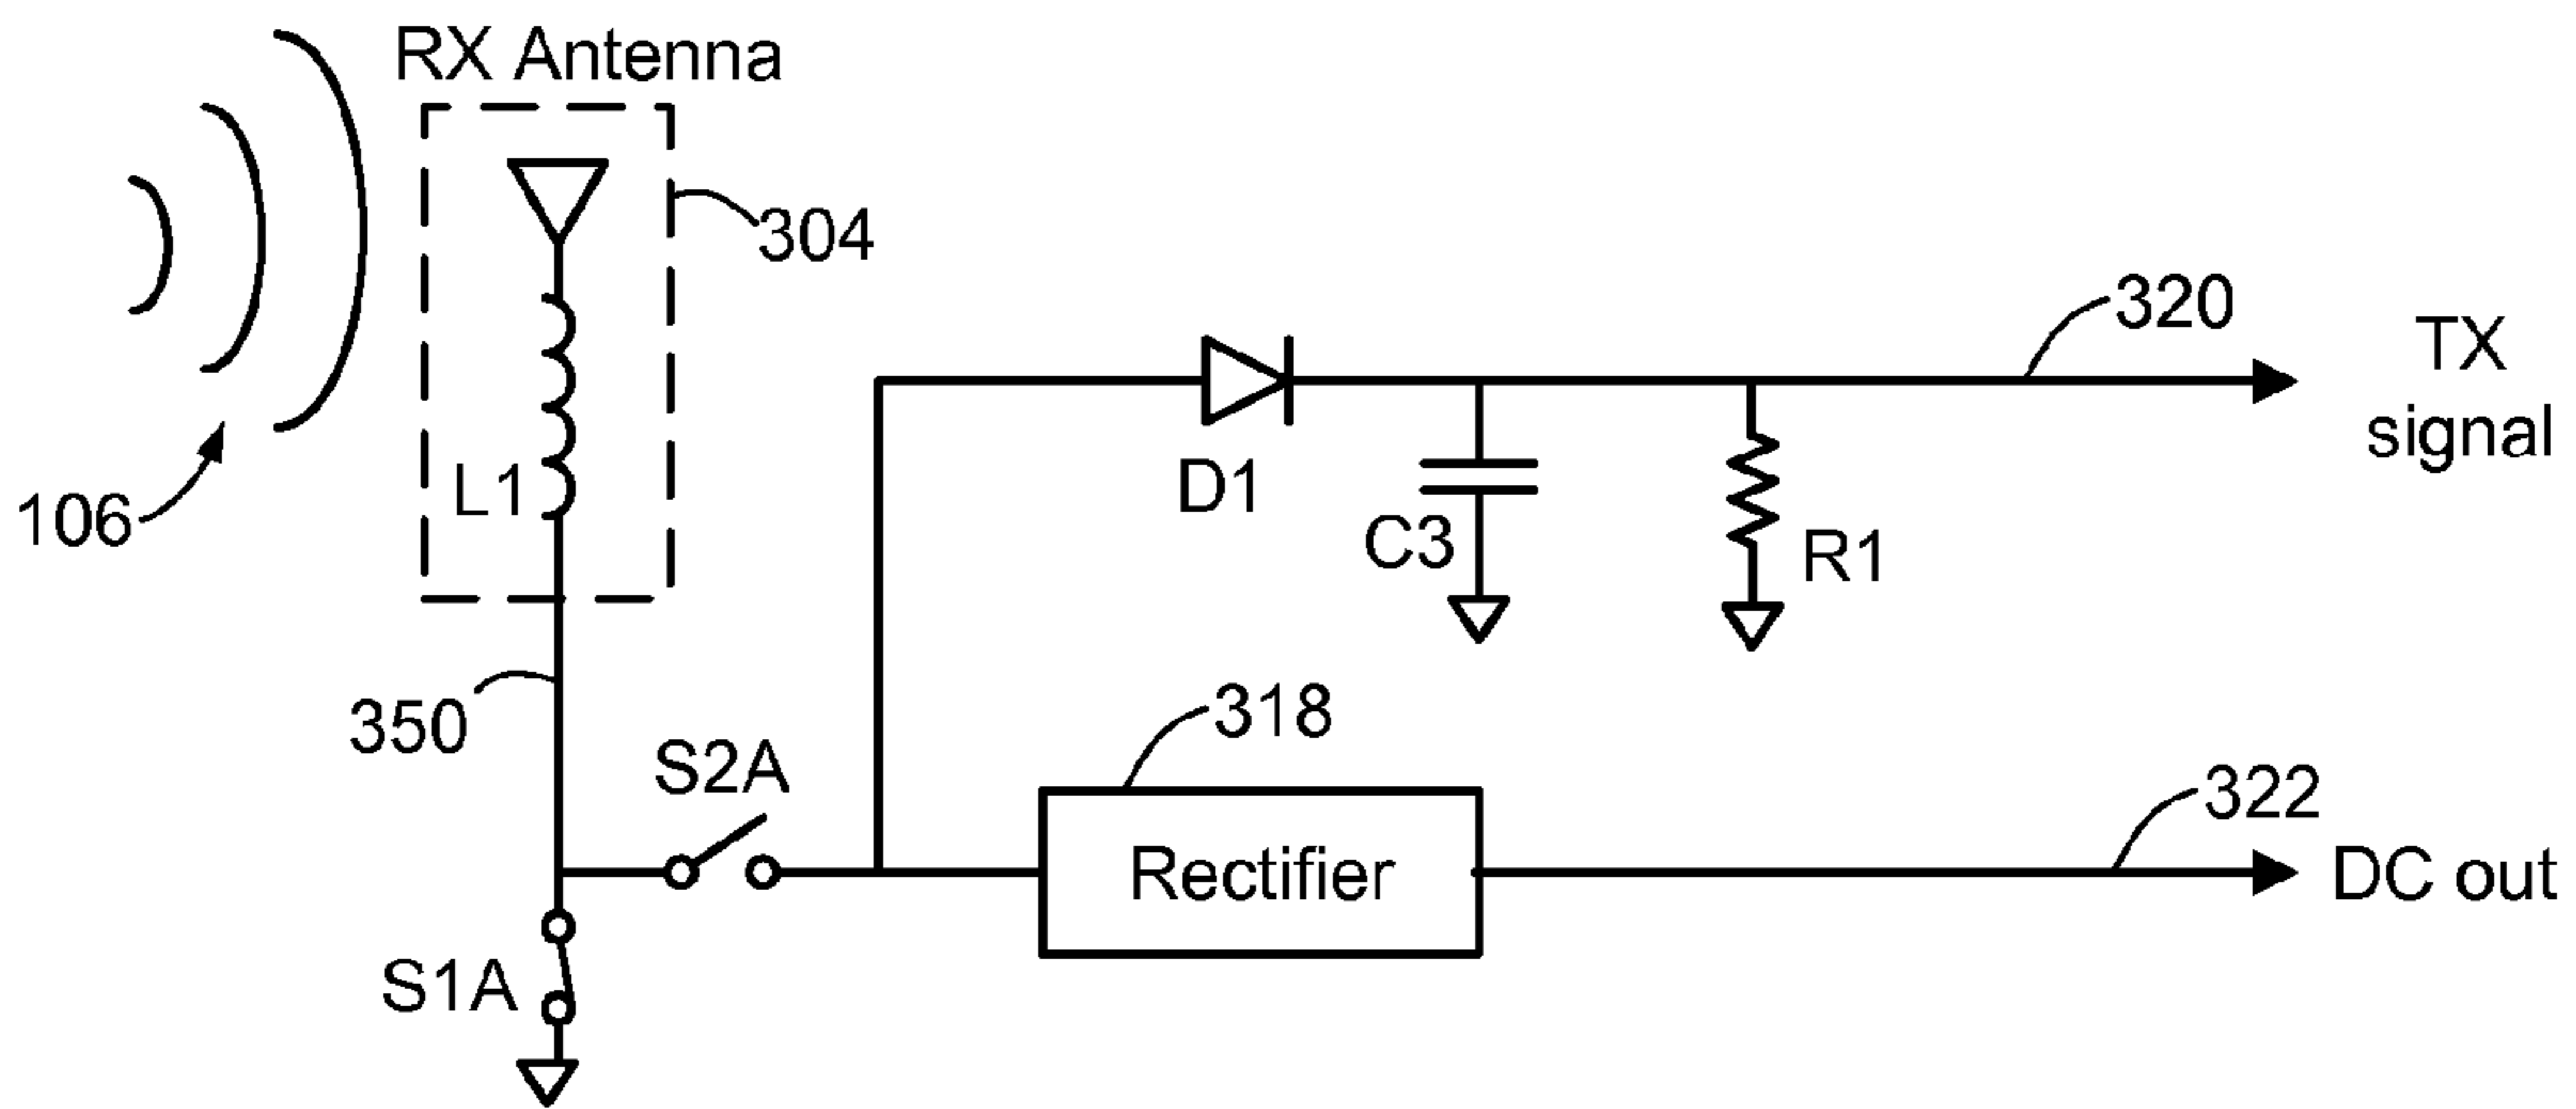 RX Antenna
304
106
L1
350
S2A
S1A
D1
C3
R1
320
TX
signal
318
Rectifier
322
DC out